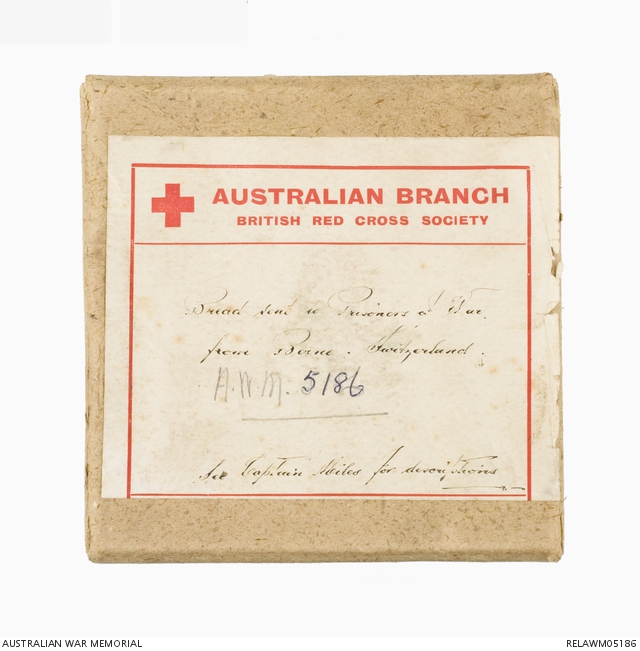 AUSTRALIAN BRANCH
BRITISH RED CROSS SOCIETY
Bread sent to Prisoners of War,
from Berne. Switzerland.
A.W.M. 5186
See Captain for descriptions
AUSTRALIAN WAR MEMORIAL
RELAWM05186